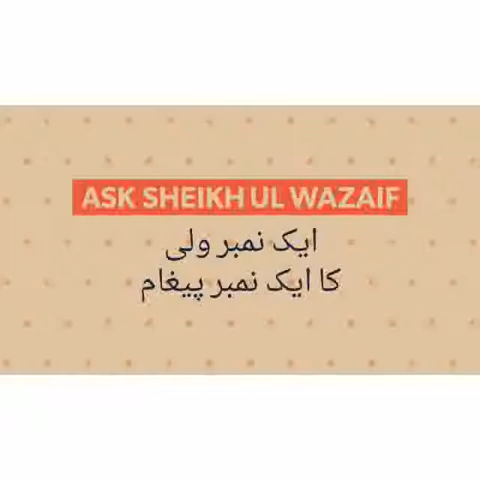 ASK SHEIKH UL WAZAIF
ایک نمبر ولی
کا ایک نمبر پیغام